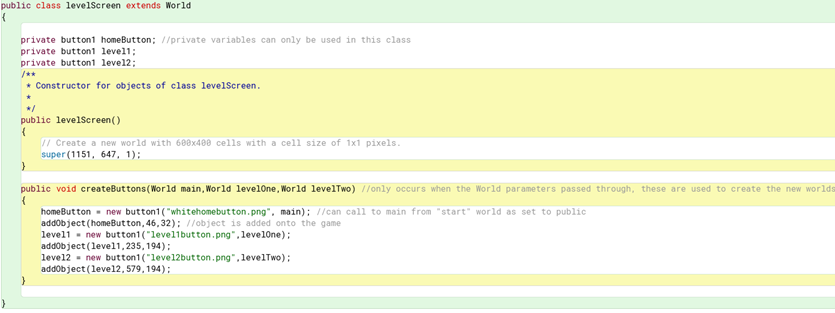 public class levelScreen extends World
{
private button1 homeButton; //private variables can only be used in this class
private button1 level1;
private button1 level2;
/**
* Constructor for objects of class levelScreen.
*
*/
public levelScreen()
{
// Create a new world with 600x400 cells with a cell size of 1x1 pixels.
super(1151, 647, 1);
}
public void createButtons(World main,World levelOne,World levelTwo) //only occurs when the World parameters passed through, these are used to create the new worlds
{
homeButton = new button1("whitehomebutton.png", main); //can call to main from "start" world as set to public
addObject(homeButton,46,32); //object is added onto the game
level1 = new button1("level1button.png",levelOne);
addObject(level1,235,194);
level2 = new button1("level2button.png",levelTwo);
addObject(level2,579,194);
}
}